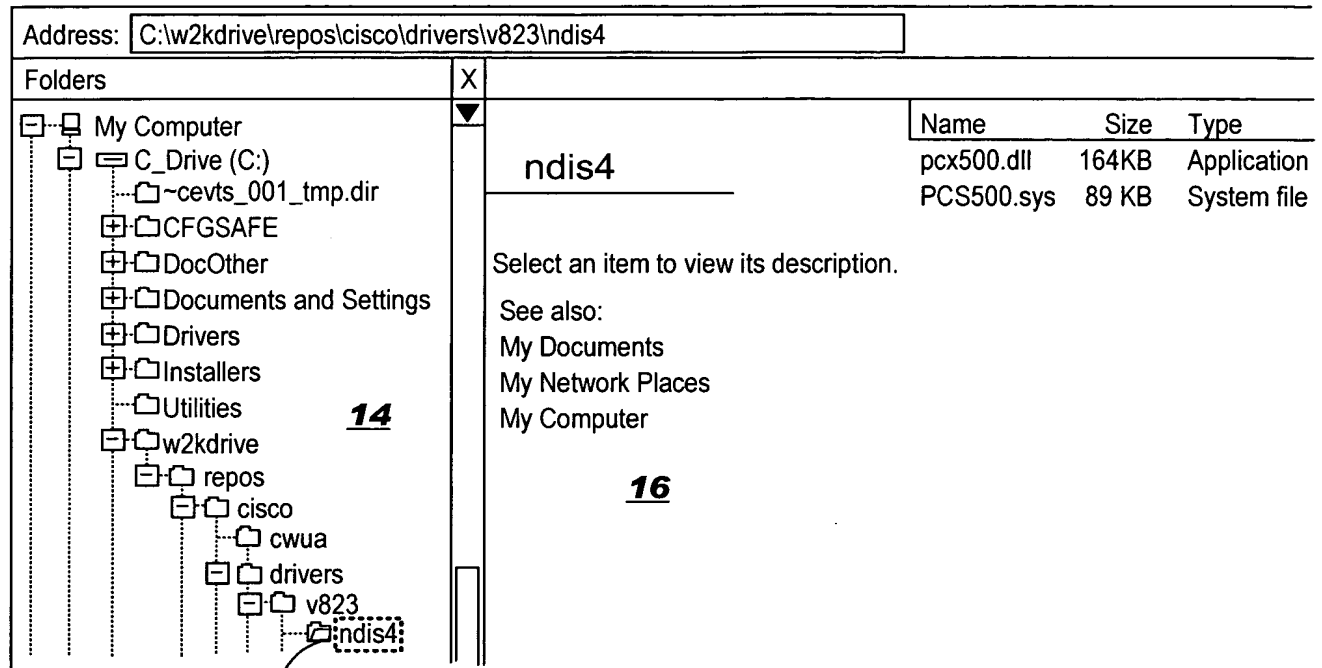 Address: C:\w2kdrive\repos\cisco\drivers\v823\ndis4
Folders X
My Computer
C_Drive (C:)
~cevts_001_tmp.dir
CFGSAFE
DocOther
Documents and Settings
Drivers
Installers
Utilities
14
w2kdrive
repos
cisco
cwua
drivers
v823
ndis4
ndis4
Select an item to view its description.
See also:
My Documents
My Network Places
My Computer
16
Name Size Type
pcx500.dll 164KB Application
PCS500.sys 89 KB System file